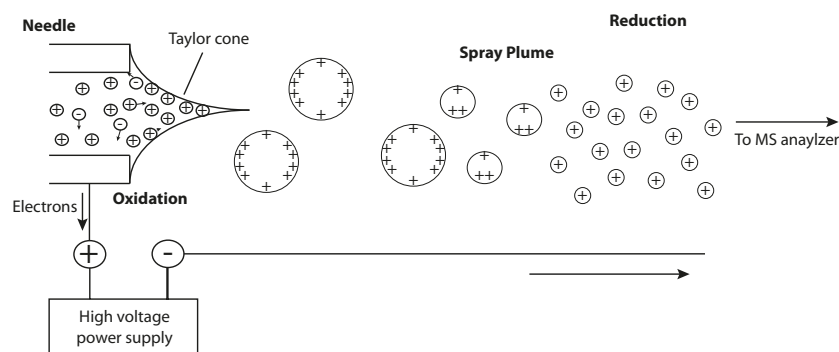 Needle
Taylor cone
Reduction
Spray Plume
To MS anaylzer
Oxidation
Electrons
High voltage
power supply